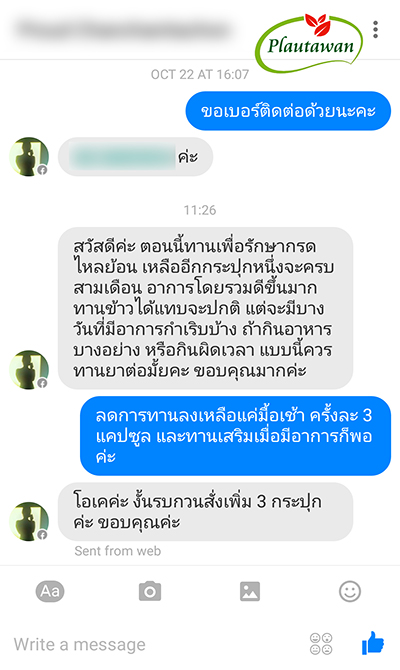 Plautawan
OCT 22 AT 16:07
ขอเบอร์ติดต่อด้วยนะคะ
ค่ะ
11:26
สวัสดีค่ะ ตอนนี้ทานเพื่อรักษากรด
ไหลย้อน เหลืออีกกระปุกหนึ่งจะครบ
สามเดือน อาการโดยรวมดีขึ้นมาก
ทานข้าวได้แทบจะปกติ แต่จะมีบาง
วันที่มีอาการกำเริบบ้าง ถ้ากินอาหาร
บางอย่าง หรือกินผิดเวลา แบบนี้ควร
ทานยาต่อมั้ยคะ ขอบคุณมากค่ะ
ลดการทานลงเหลือแค่มื้อเช้า ครั้งละ 3
แคปซูล และทานเสริมเมื่อมีอาการก็พอ
ค่ะ
โอเคค่ะ งั้นรบกวนสั่งเพิ่ม 3 กระปุก
ค่ะ ขอบคุณค่ะ
Sent from web
Aa
Write a message